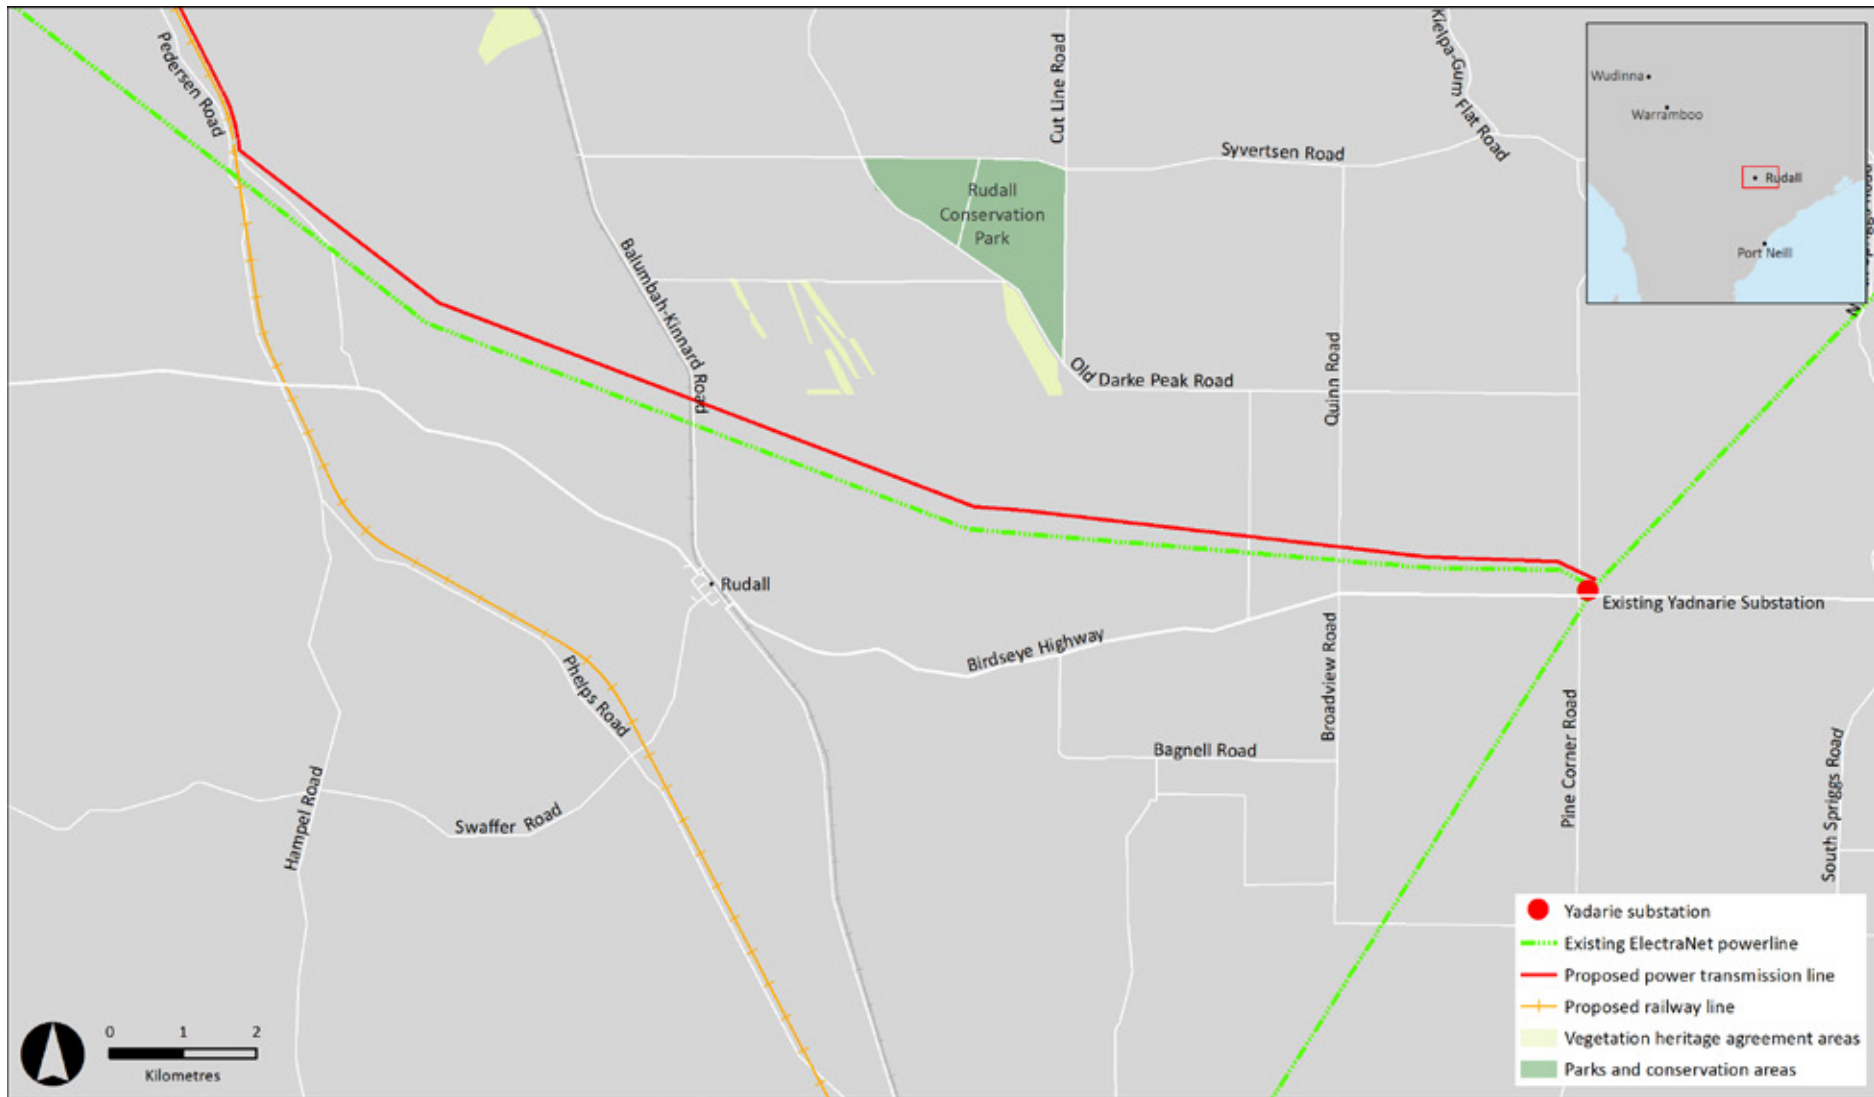 Pedersen Road
Cut Line Road
Kielpa-Gum Flat Road
Syvertsen Road
Wudinna
Warramboo
Rudall
Port Neill
Rudall
Conservation
Park
Balumbah-Kinnard Road
Old Darke Peak Road
Quinn Road
Rudall
Existing Yadnarie Substation
Birdseye Highway
Broadview Road
Phelps Road
Bagnell Road
Pine Corner Road
South Spriggs Road
Hampel Road
Swaffer Road
Yadarie substation
Existing ElectraNet powerline
Proposed power transmission line
Proposed railway line
Vegetation heritage agreement areas
Parks and conservation areas
0 1 2
Kilometres